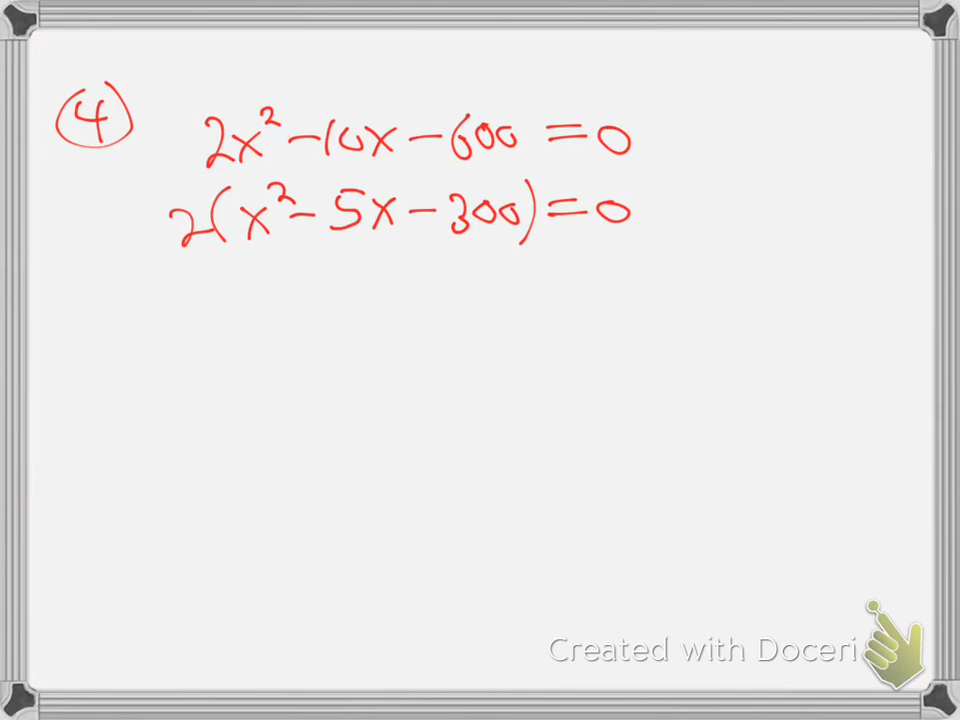 ④ 2x² - 10x - 600 = 0
2(x² - 5x - 300) = 0
Created with Doceri